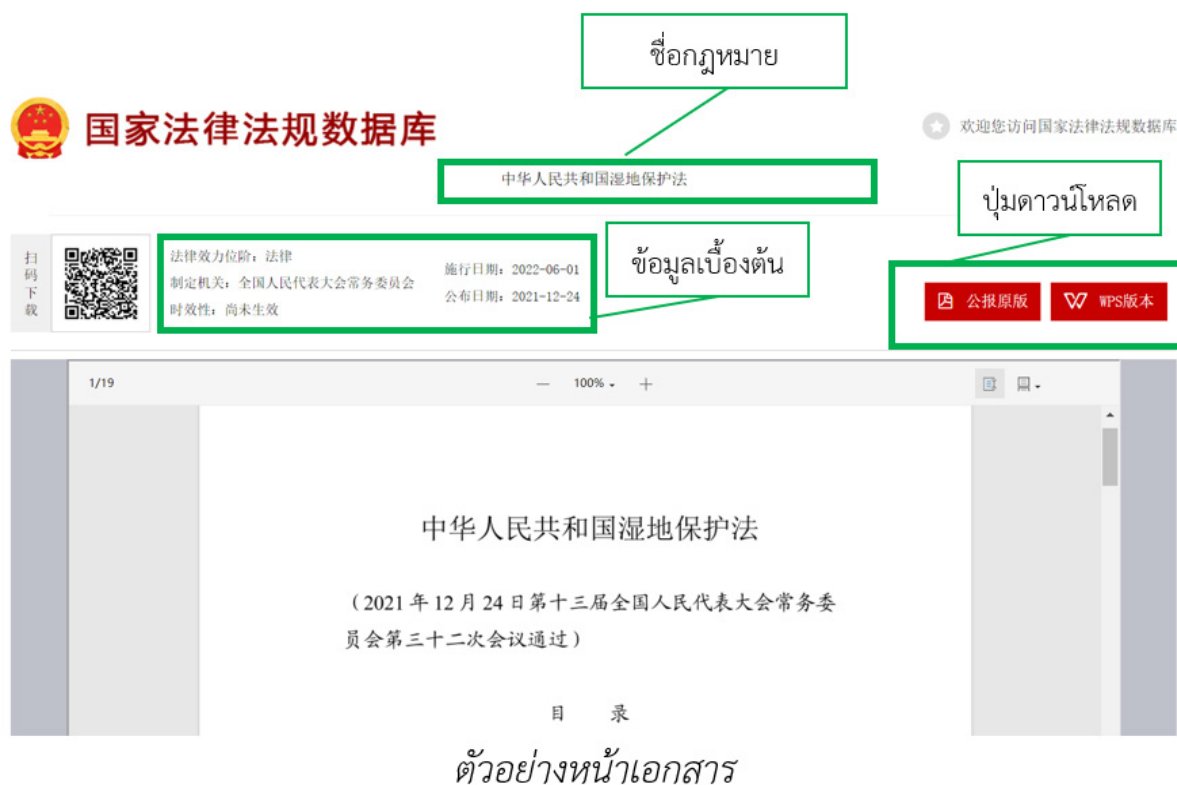 ชื่อกฎหมาย
国家法律法规数据库
欢迎您访问国家法律法规数据库
中华人民共和国湿地保护法
ปุ่มดาวน์โหลด
扫码下载
法律效力位阶：法律
制定机关：全国人民代表大会常务委员会
时效性：尚未生效
施行日期：2022-06-01
公布日期：2021-12-24
ข้อมูลเบื้องต้น
公报原版
WPS版本
1/19
100%
中华人民共和国湿地保护法
（2021年12月24日第十三届全国人民代表大会常务委
员会第三十二次会议通过）
目 录
ตัวอย่างหน้าเอกสาร